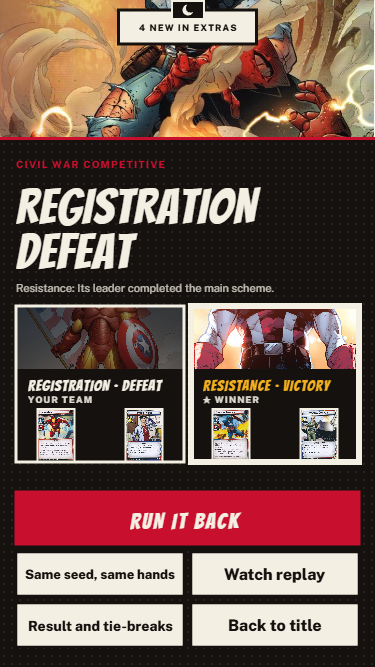 4 NEW IN EXTRAS
CIVIL WAR COMPETITIVE
REGISTRATION
DEFEAT
Resistance: Its leader completed the main scheme.
REGISTRATION · DEFEAT
YOUR TEAM
RESISTANCE · VICTORY
★ WINNER
RUN IT BACK
Same seed, same hands
Watch replay
Result and tie-breaks
Back to title